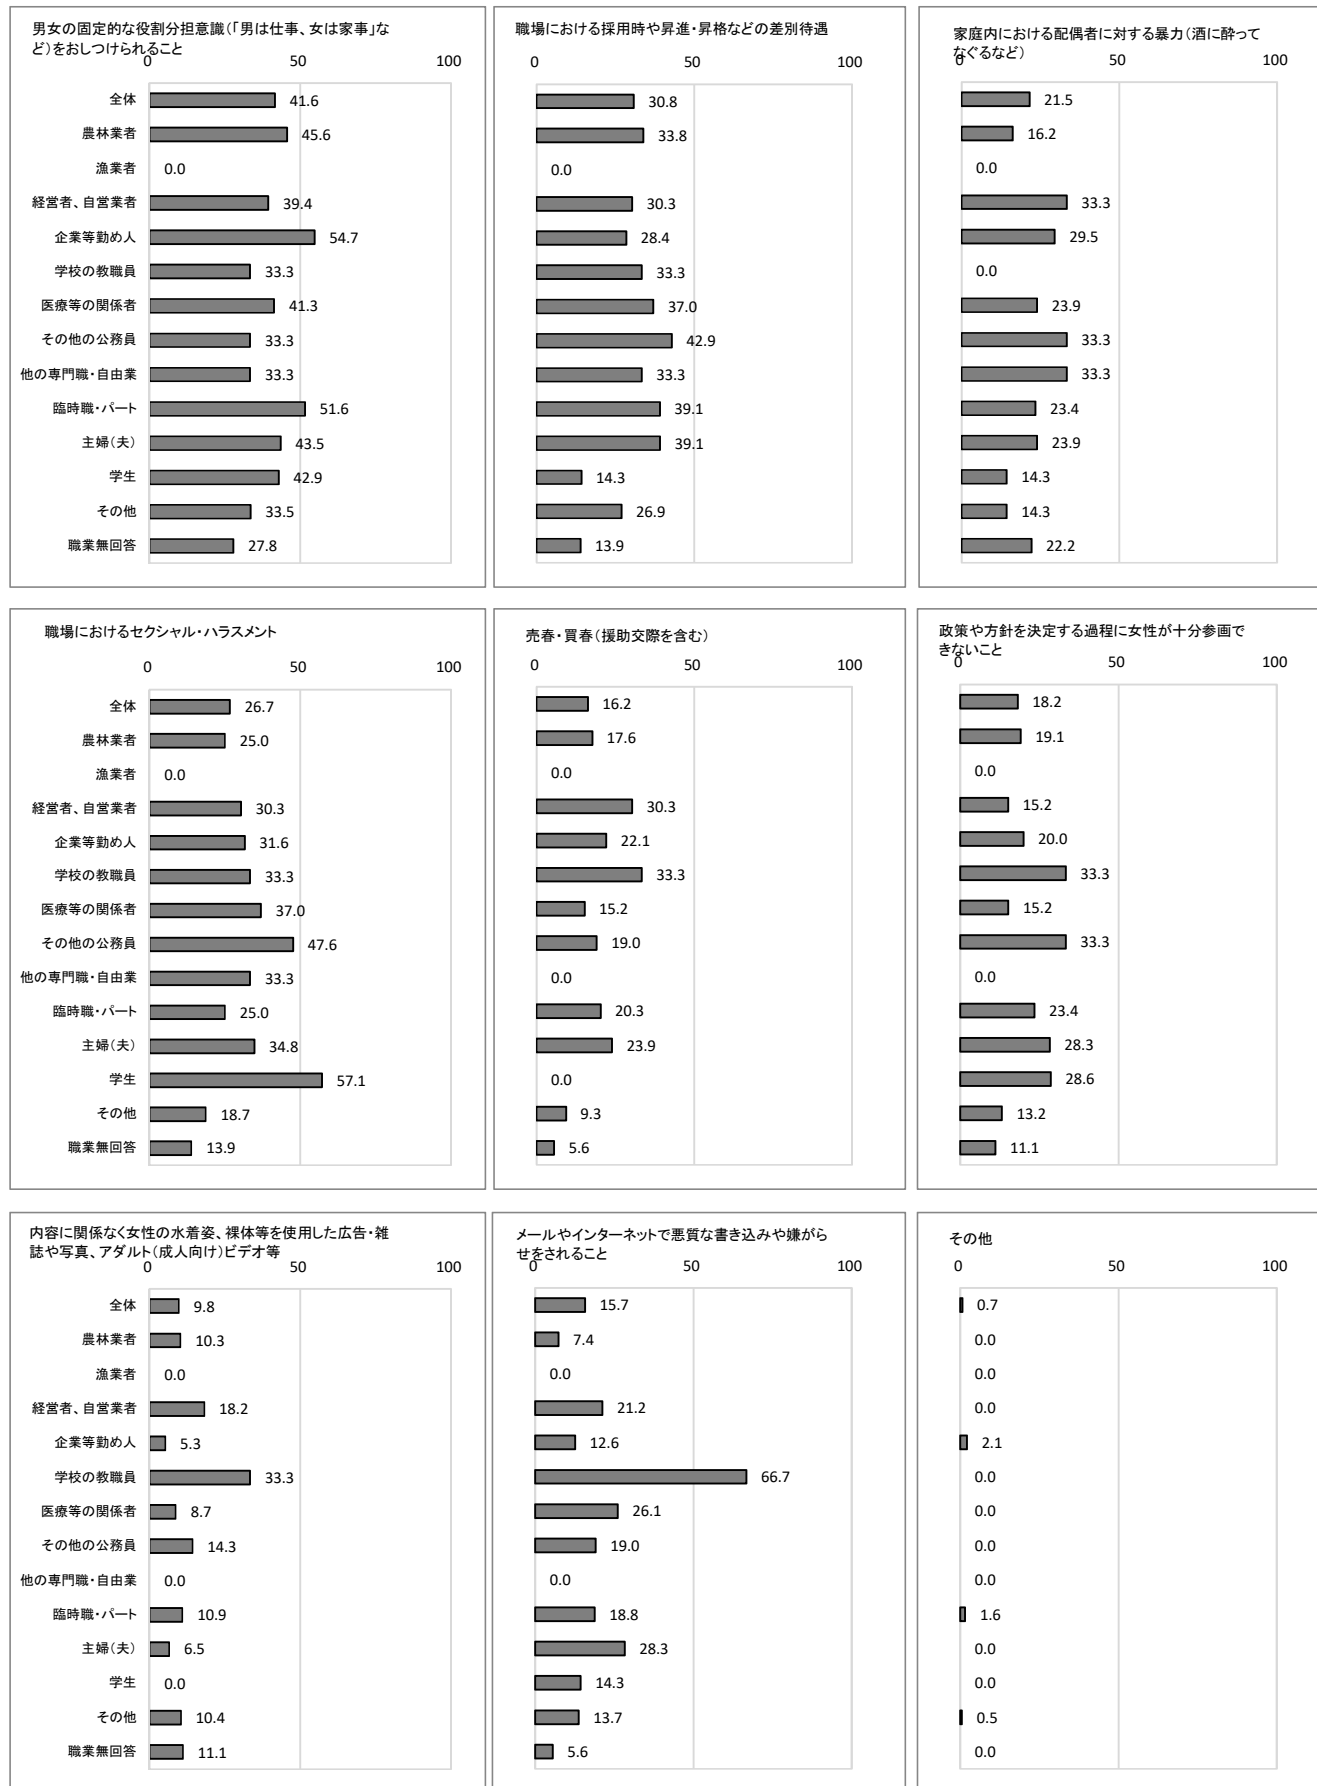 男女の固定的な役割分担意識(「男は仕事、女は家事」な
ど)をおしつけられること
0 50 100
全体 41.6
農林業者 45.6
漁業者 0.0
経営者、自営業者 39.4
企業等勤め人 54.7
学校の教職員 33.3
医療等の関係者 41.3
その他の公務員 33.3
他の専門職・自由業 33.3
臨時職・パート 51.6
主婦(夫) 43.5
学生 42.9
その他 33.5
職業無回答 27.8
職場における採用時や昇進・昇格などの差別待遇
0 50 100
30.8
33.8
0.0
30.3
28.4
33.3
37.0
42.9
33.3
39.1
39.1
14.3
26.9
13.9
家庭内における配偶者に対する暴力(酒に酔って
なぐるなど)
0 50 100
21.5
16.2
0.0
33.3
29.5
0.0
23.9
33.3
33.3
23.4
23.9
14.3
14.3
22.2
職場におけるセクシャル・ハラスメント
0 50 100
全体 26.7
農林業者 25.0
漁業者 0.0
経営者、自営業者 30.3
企業等勤め人 31.6
学校の教職員 33.3
医療等の関係者 37.0
その他の公務員 47.6
他の専門職・自由業 33.3
臨時職・パート 25.0
主婦(夫) 34.8
学生 57.1
その他 18.7
職業無回答 13.9
売春・買春(援助交際を含む)
0 50 100
16.2
17.6
0.0
30.3
22.1
33.3
15.2
19.0
0.0
20.3
23.9
0.0
9.3
5.6
政策や方針を決定する過程に女性が十分参画で
きないこと
0 50 100
18.2
19.1
0.0
15.2
20.0
33.3
15.2
33.3
0.0
23.4
28.3
28.6
13.2
11.1
内容に関係なく女性の水着姿、裸体等を使用した広告・雑
誌や写真、アダルト(成人向け)ビデオ等
0 50 100
全体 9.8
農林業者 10.3
漁業者 0.0
経営者、自営業者 18.2
企業等勤め人 5.3
学校の教職員 33.3
医療等の関係者 8.7
その他の公務員 14.3
他の専門職・自由業 0.0
臨時職・パート 10.9
主婦(夫) 6.5
学生 0.0
その他 10.4
職業無回答 11.1
メールやインターネットで悪質な書き込みや嫌がら
せをされること
0 50 100
15.7
7.4
0.0
21.2
12.6
66.7
26.1
19.0
0.0
18.8
28.3
14.3
13.7
5.6
その他
0 50 100
0.7
0.0
0.0
0.0
2.1
0.0
0.0
0.0
0.0
1.6
0.0
0.0
0.5
0.0